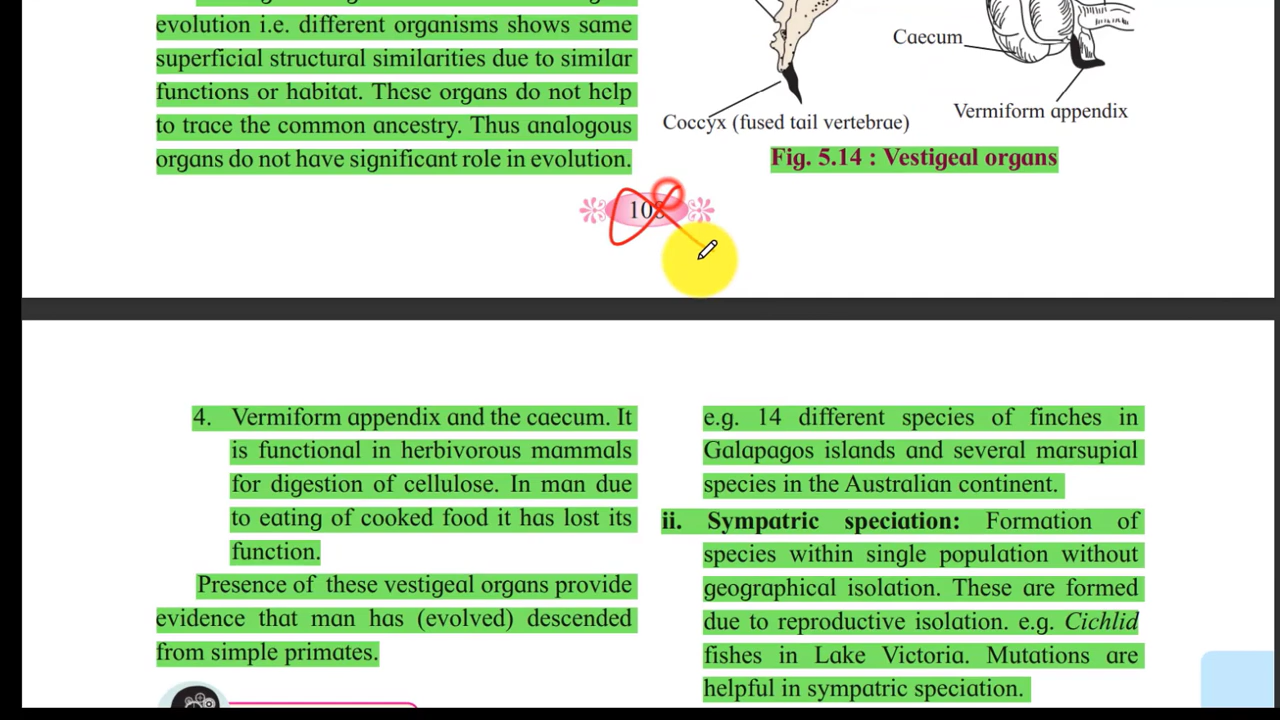 evolution i.e. different organisms shows same
superficial structural similarities due to similar
functions or habitat. These organs do not help
to trace the common ancestry. Thus analogous
organs do not have significant role in evolution.
Caecum
Coccyx (fused tail vertebrae)
Vermiform appendix
Fig. 5.14 : Vestigeal organs
4. Vermiform appendix and the caecum. It
is functional in herbivorous mammals
for digestion of cellulose. In man due
to eating of cooked food it has lost its
function.
Presence of these vestigeal organs provide
evidence that man has (evolved) descended
from simple primates.
e.g. 14 different species of finches in
Galapagos islands and several marsupial
species in the Australian continent.
ii. Sympatric speciation: Formation of
species within single population without
geographical isolation. These are formed
due to reproductive isolation. e.g. Cichlid
fishes in Lake Victoria. Mutations are
helpful in sympatric speciation.